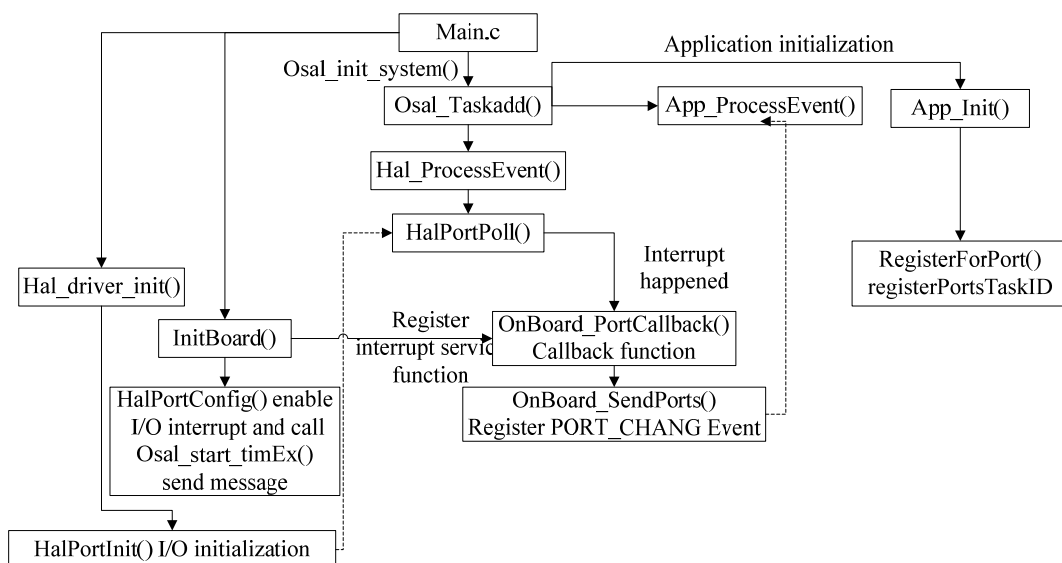 Main.c
Application initialization
Osal_init_system()
Osal_Taskadd()
App_ProcessEvent()
App_Init()
Hal_ProcessEvent()
HalPortPoll()
Interrupt
happened
RegisterForPort()
registerPortsTaskID
Hal_driver_init()
InitBoard()
Register
interrupt servic
function
OnBoard_PortCallback()
Callback function
HalPortConfig() enable
I/O interrupt and call
Osal_start_timEx()
send message
OnBoard_SendPorts()
Register PORT_CHANG Event
HalPortInit() I/O initialization